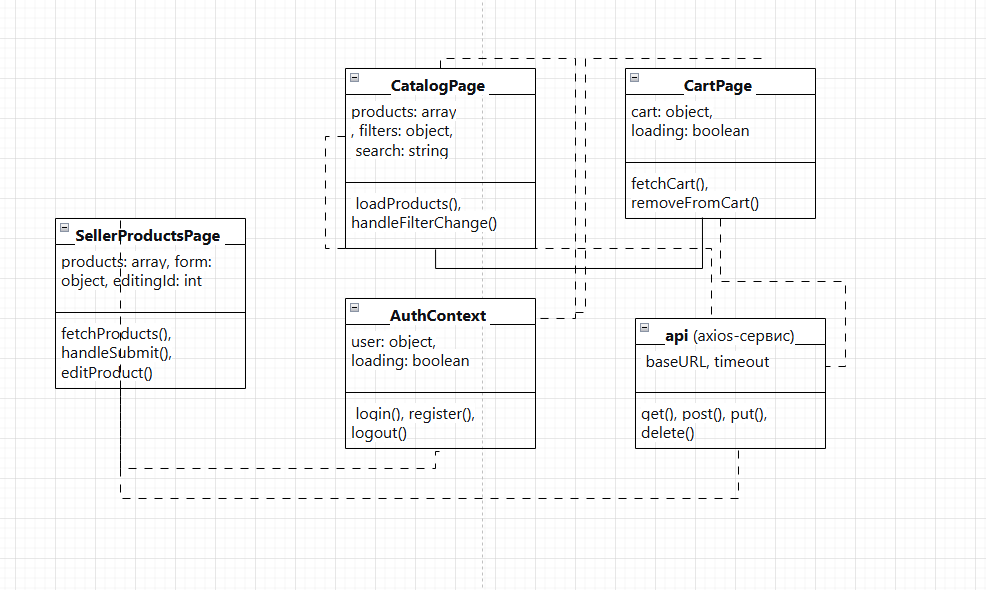 CatalogPage
products: array
, filters: object,
search: string
loadProducts(),
handleFilterChange()
CartPage
cart: object,
loading: boolean
fetchCart(),
removeFromCart()
SellerProductsPage
products: array, form:
object, editingId: int
fetchProducts(),
handleSubmit(),
editProduct()
AuthContext
user: object,
loading: boolean
login(), register(),
logout()
api (axios-сервис)
baseURL, timeout
get(), post(), put(),
delete()